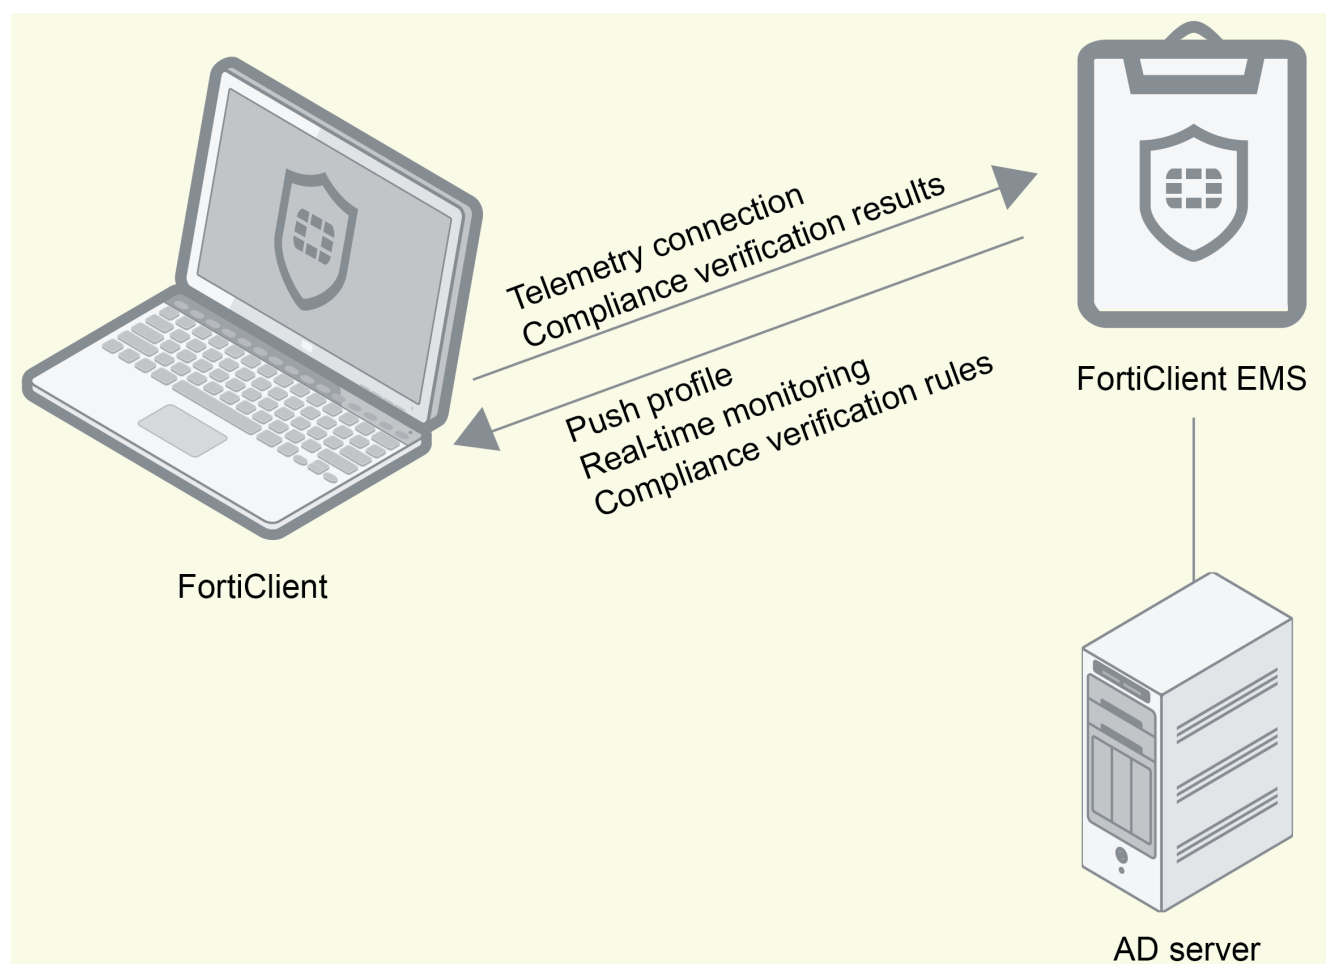 Telemetry connection
Compliance verification results
Push profile
Real-time monitoring
Compliance verification rules
FortiClient EMS
FortiClient
AD server